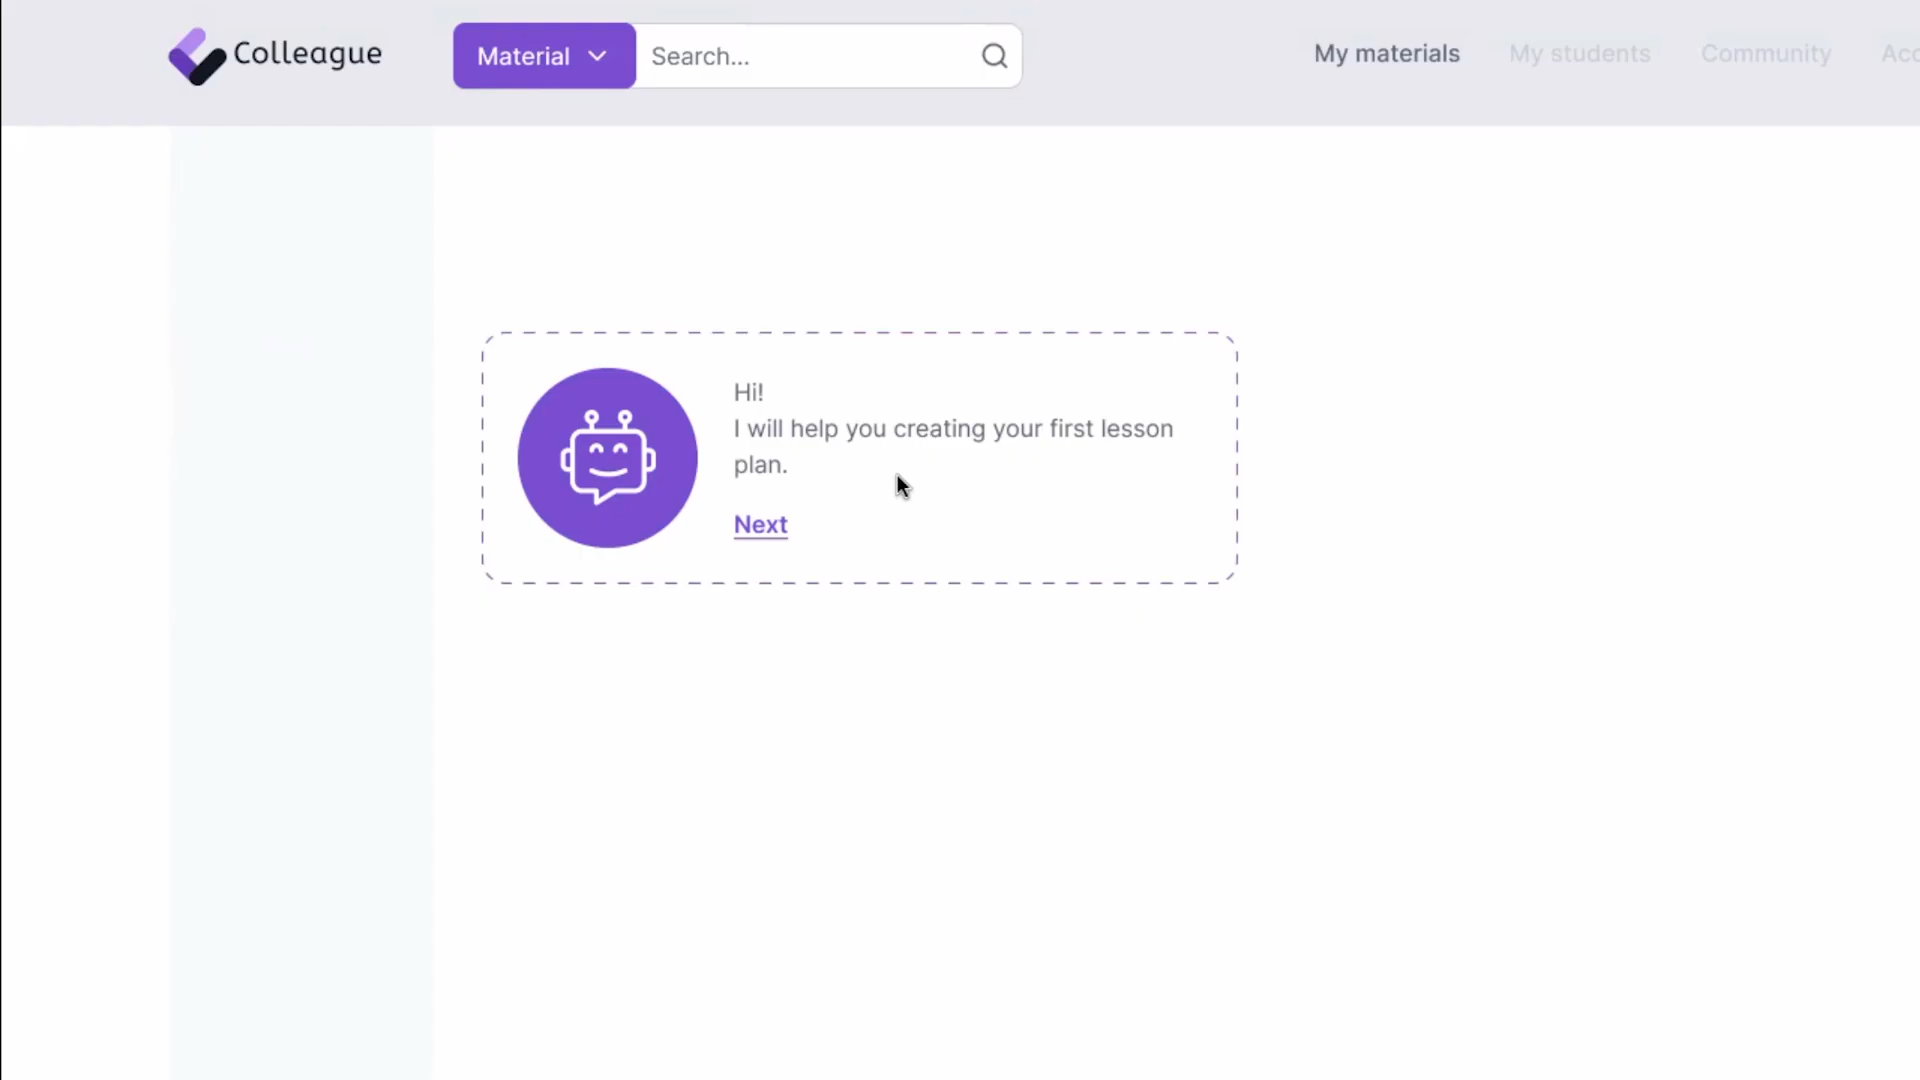 Colleague
Material
Search...
My materials
My students
Community
Hi!
I will help you creating your first lesson
plan.
Next